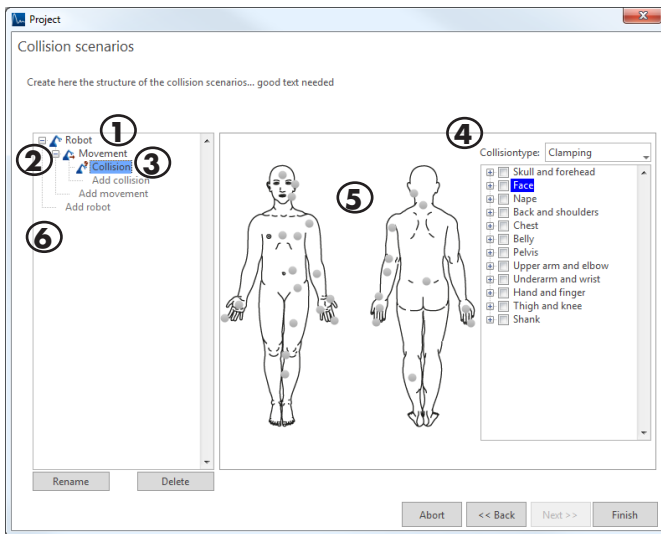 Project
Collision scenarios
Create here the structure of the collision scenarios... good text needed
1
Robot
2
Movement
3
Collision
Add collision
Add movement
Add robot
6
5
4
Collisiontype: Clamping
Skull and forehead
Face
Nape
Back and shoulders
Chest
Belly
Pelvis
Upper arm and elbow
Underarm and wrist
Hand and finger
Thigh and knee
Shank
Rename Delete
Abort << Back Next >> Finish